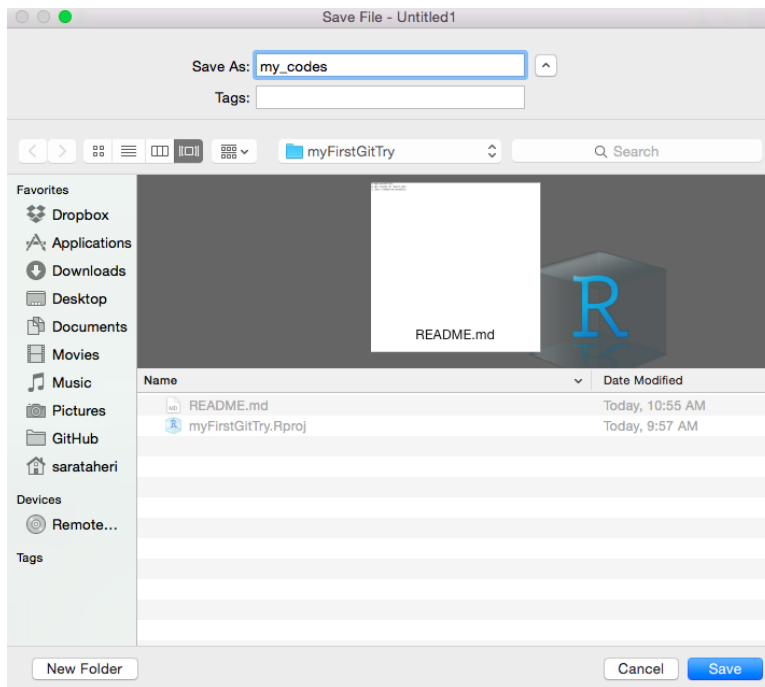 Save File - Untitled1
Save As: my_codes
Tags:
myFirstGitTry
Search
Favorites
Dropbox
Applications
Downloads
Desktop
Documents
Movies
Music
Pictures
GitHub
sarataheri
Devices
Remote...
Tags
README.md
R
Name Date Modified
MD README.md Today, 10:55 AM
R myFirstGitTry.Rproj Today, 9:57 AM
New Folder Cancel Save